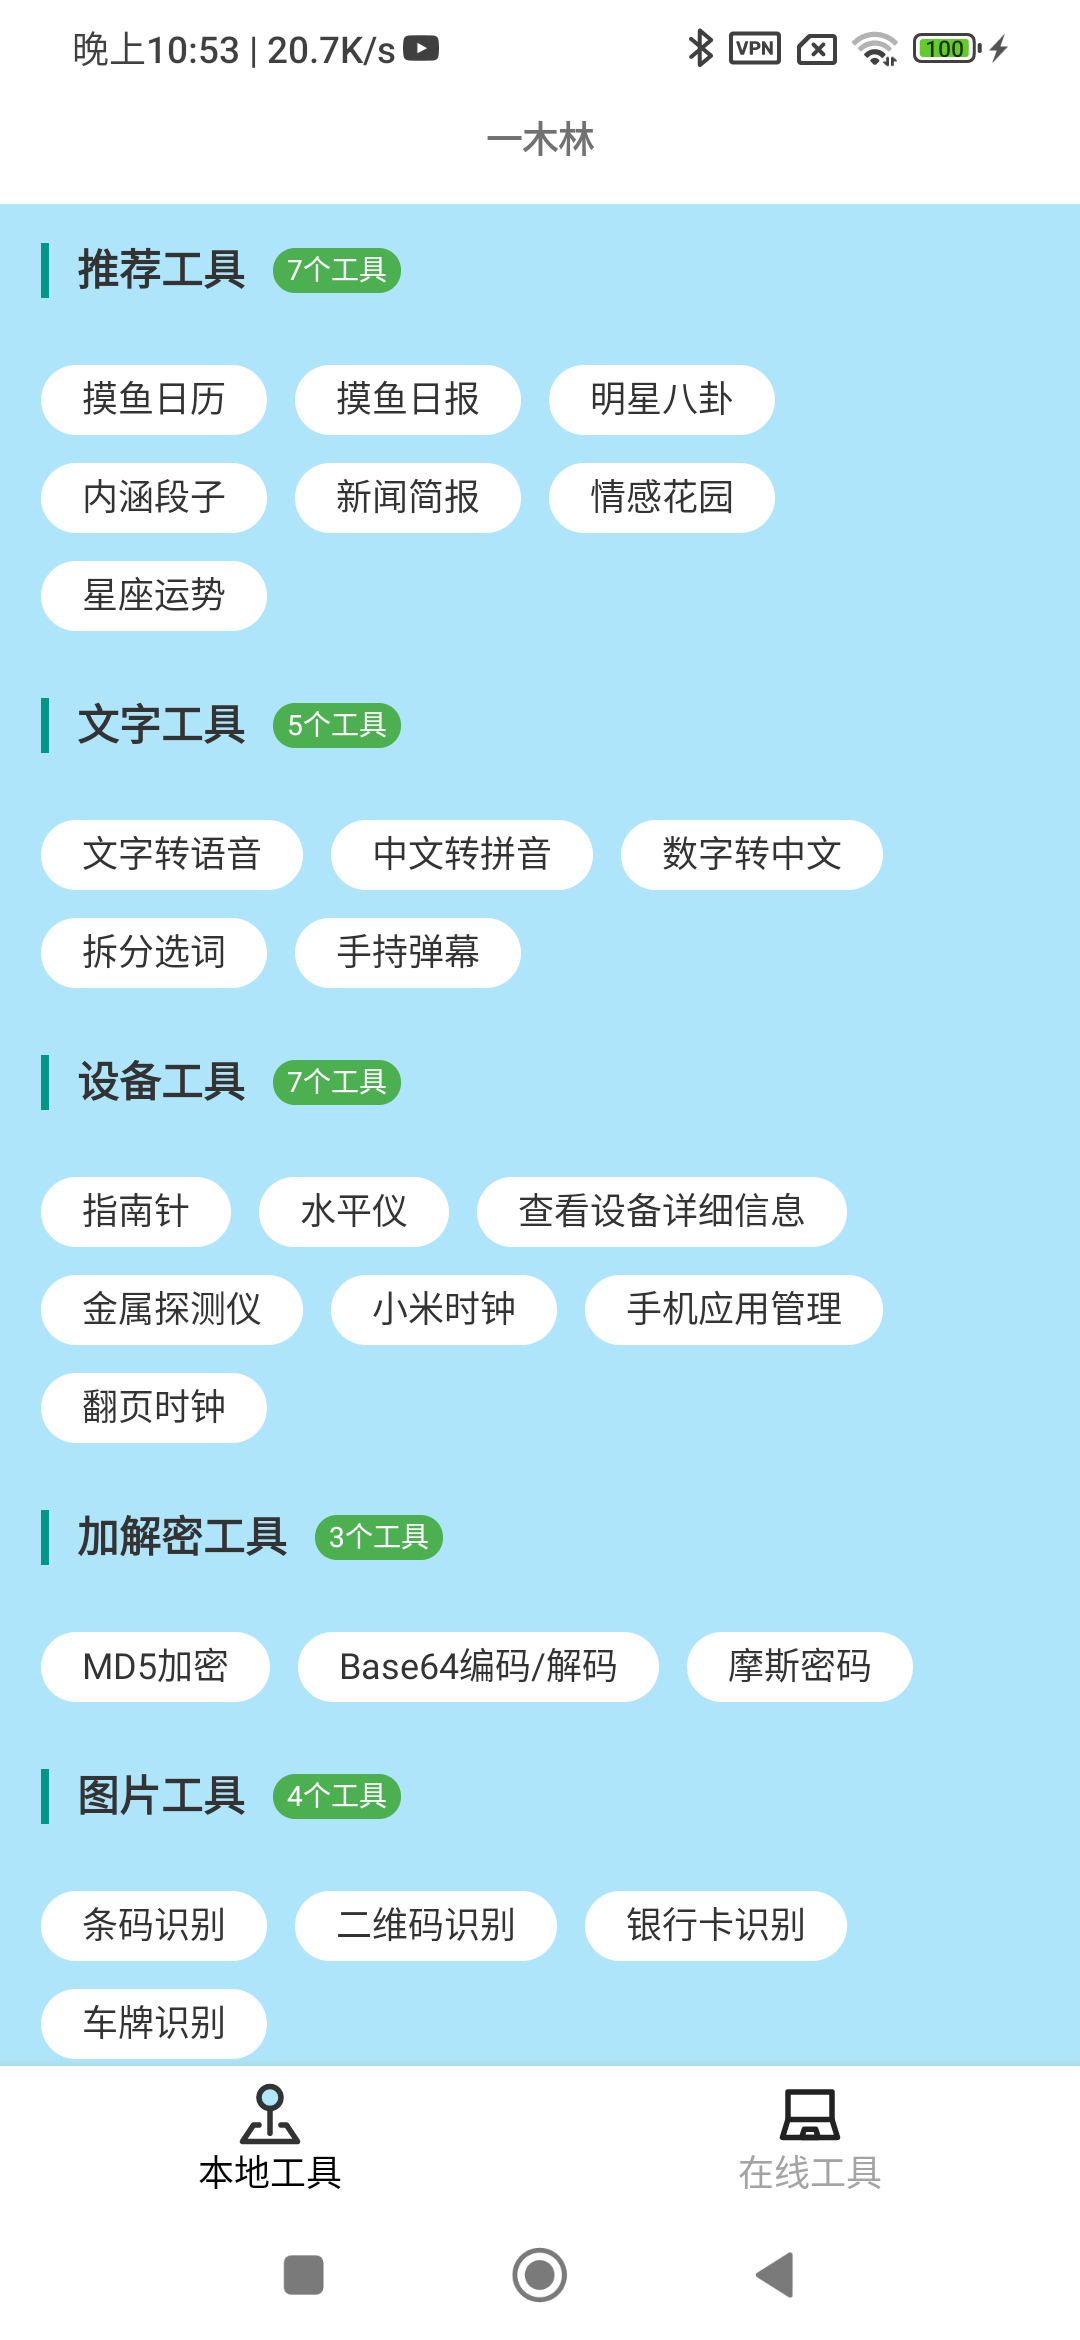 晚上10:53 | 20.7K/s VPN 100
一木林
推荐工具 7个工具
摸鱼日历 摸鱼日报 明星八卦
内涵段子 新闻简报 情感花园
星座运势
文字工具 5个工具
文字转语音 中文转拼音 数字转中文
拆分选词 手持弹幕
设备工具 7个工具
指南针 水平仪 查看设备详细信息
金属探测仪 小米时钟 手机应用管理
翻页时钟
加解密工具 3个工具
MD5加密 Base64编码/解码 摩斯密码
图片工具 4个工具
条码识别 二维码识别 银行卡识别
车牌识别
本地工具 在线工具